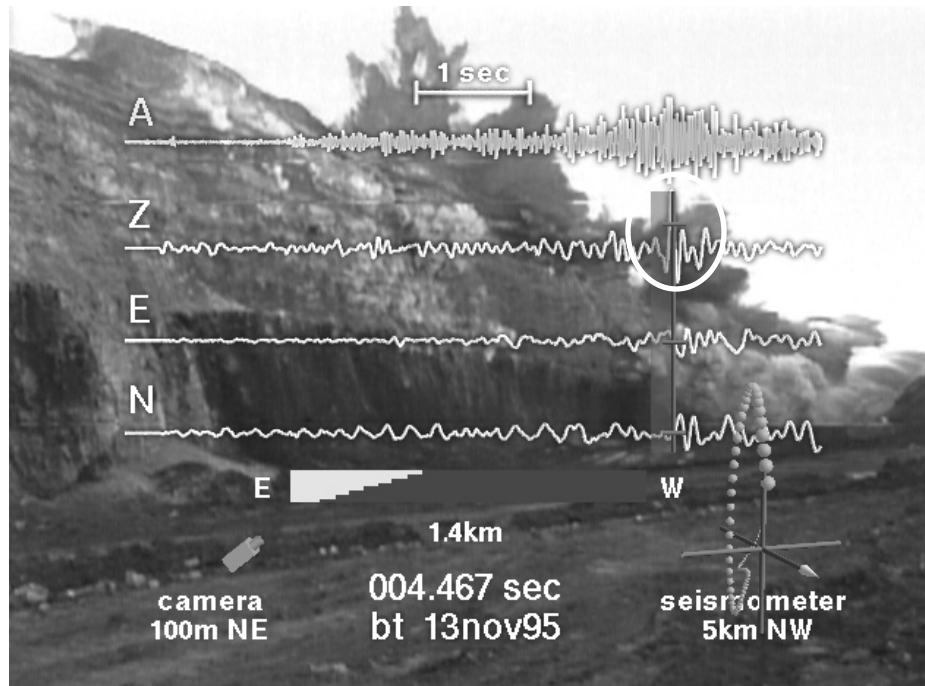 1 sec
A
Z
E
N
E W
1.4km
004.467 sec
bt 13nov95
camera
100m NE
seismometer
5km NW